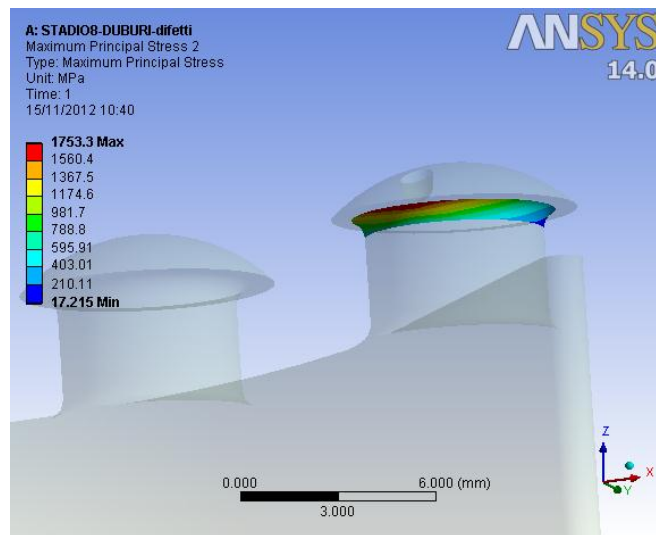 A: STADIO8-DUBURI-difetti
Maximum Principal Stress 2
Type: Maximum Principal Stress
Unit: MPa
Time: 1
15/11/2012 10:40
ANSYS
14.0
1753.3 Max
1560.4
1367.5
1174.6
981.7
788.8
595.91
403.01
210.11
17.215 Min
Z
X
Y
0.000
6.000 (mm)
3.000